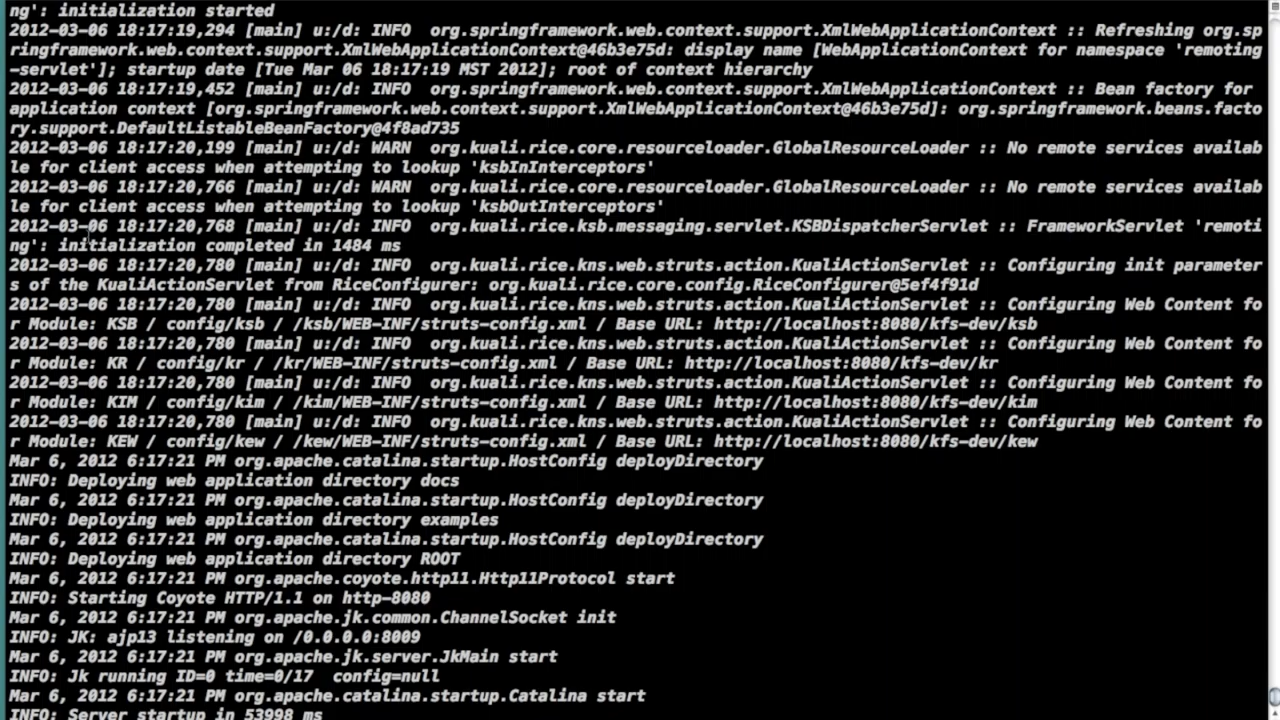 ng': initialization started
2012-03-06 18:17:19,294 [main] u:/d: INFO  org.springframework.web.context.support.XmlWebApplicationContext :: Refreshing org.sp
ringframework.web.context.support.XmlWebApplicationContext@46b3e75d: display name [WebApplicationContext for namespace 'remoting
-servlet']; startup date [Tue Mar 06 18:17:19 MST 2012]; root of context hierarchy
2012-03-06 18:17:19,452 [main] u:/d: INFO  org.springframework.web.context.support.XmlWebApplicationContext :: Bean factory for
application context [org.springframework.web.context.support.XmlWebApplicationContext@46b3e75d]: org.springframework.beans.facto
ry.support.DefaultListableBeanFactory@4f8ad735
2012-03-06 18:17:20,199 [main] u:/d: WARN  org.kuali.rice.core.resourceloader.GlobalResourceLoader :: No remote services availab
le for client access when attempting to lookup 'ksbInInterceptors'
2012-03-06 18:17:20,766 [main] u:/d: WARN  org.kuali.rice.core.resourceloader.GlobalResourceLoader :: No remote services availab
le for client access when attempting to lookup 'ksbOutInterceptors'
2012-03-06 18:17:20,768 [main] u:/d: INFO  org.kuali.rice.ksb.messaging.servlet.KSBDispatcherServlet :: FrameworkServlet 'remoti
ng': initialization completed in 1484 ms
2012-03-06 18:17:20,780 [main] u:/d: INFO  org.kuali.rice.kns.web.struts.action.KualiActionServlet :: Configuring init parameter
s of the KualiActionServlet from RiceConfigurer: org.kuali.rice.core.config.RiceConfigurer@5ef4f91d
2012-03-06 18:17:20,780 [main] u:/d: INFO  org.kuali.rice.kns.web.struts.action.KualiActionServlet :: Configuring Web Content fo
r Module: KSB / config/ksb / /ksb/WEB-INF/struts-config.xml / Base URL: http://localhost:8080/kfs-dev/ksb
2012-03-06 18:17:20,780 [main] u:/d: INFO  org.kuali.rice.kns.web.struts.action.KualiActionServlet :: Configuring Web Content fo
r Module: KR / config/kr / /kr/WEB-INF/struts-config.xml / Base URL: http://localhost:8080/kfs-dev/kr
2012-03-06 18:17:20,780 [main] u:/d: INFO  org.kuali.rice.kns.web.struts.action.KualiActionServlet :: Configuring Web Content fo
r Module: KIM / config/kim / /kim/WEB-INF/struts-config.xml / Base URL: http://localhost:8080/kfs-dev/kim
2012-03-06 18:17:20,780 [main] u:/d: INFO  org.kuali.rice.kns.web.struts.action.KualiActionServlet :: Configuring Web Content fo
r Module: KEW / config/kew / /kew/WEB-INF/struts-config.xml / Base URL: http://localhost:8080/kfs-dev/kew
Mar 6, 2012 6:17:21 PM org.apache.catalina.startup.HostConfig deployDirectory
INFO: Deploying web application directory docs
Mar 6, 2012 6:17:21 PM org.apache.catalina.startup.HostConfig deployDirectory
INFO: Deploying web application directory examples
Mar 6, 2012 6:17:21 PM org.apache.catalina.startup.HostConfig deployDirectory
INFO: Deploying web application directory ROOT
Mar 6, 2012 6:17:21 PM org.apache.coyote.http11.Http11Protocol start
INFO: Starting Coyote HTTP/1.1 on http-8080
Mar 6, 2012 6:17:21 PM org.apache.jk.common.ChannelSocket init
INFO: JK: ajp13 listening on /0.0.0.0:8009
Mar 6, 2012 6:17:21 PM org.apache.jk.server.JkMain start
INFO: Jk running ID=0 time=0/17  config=null
Mar 6, 2012 6:17:21 PM org.apache.catalina.startup.Catalina start
INFO: Server startup in 53998 ms